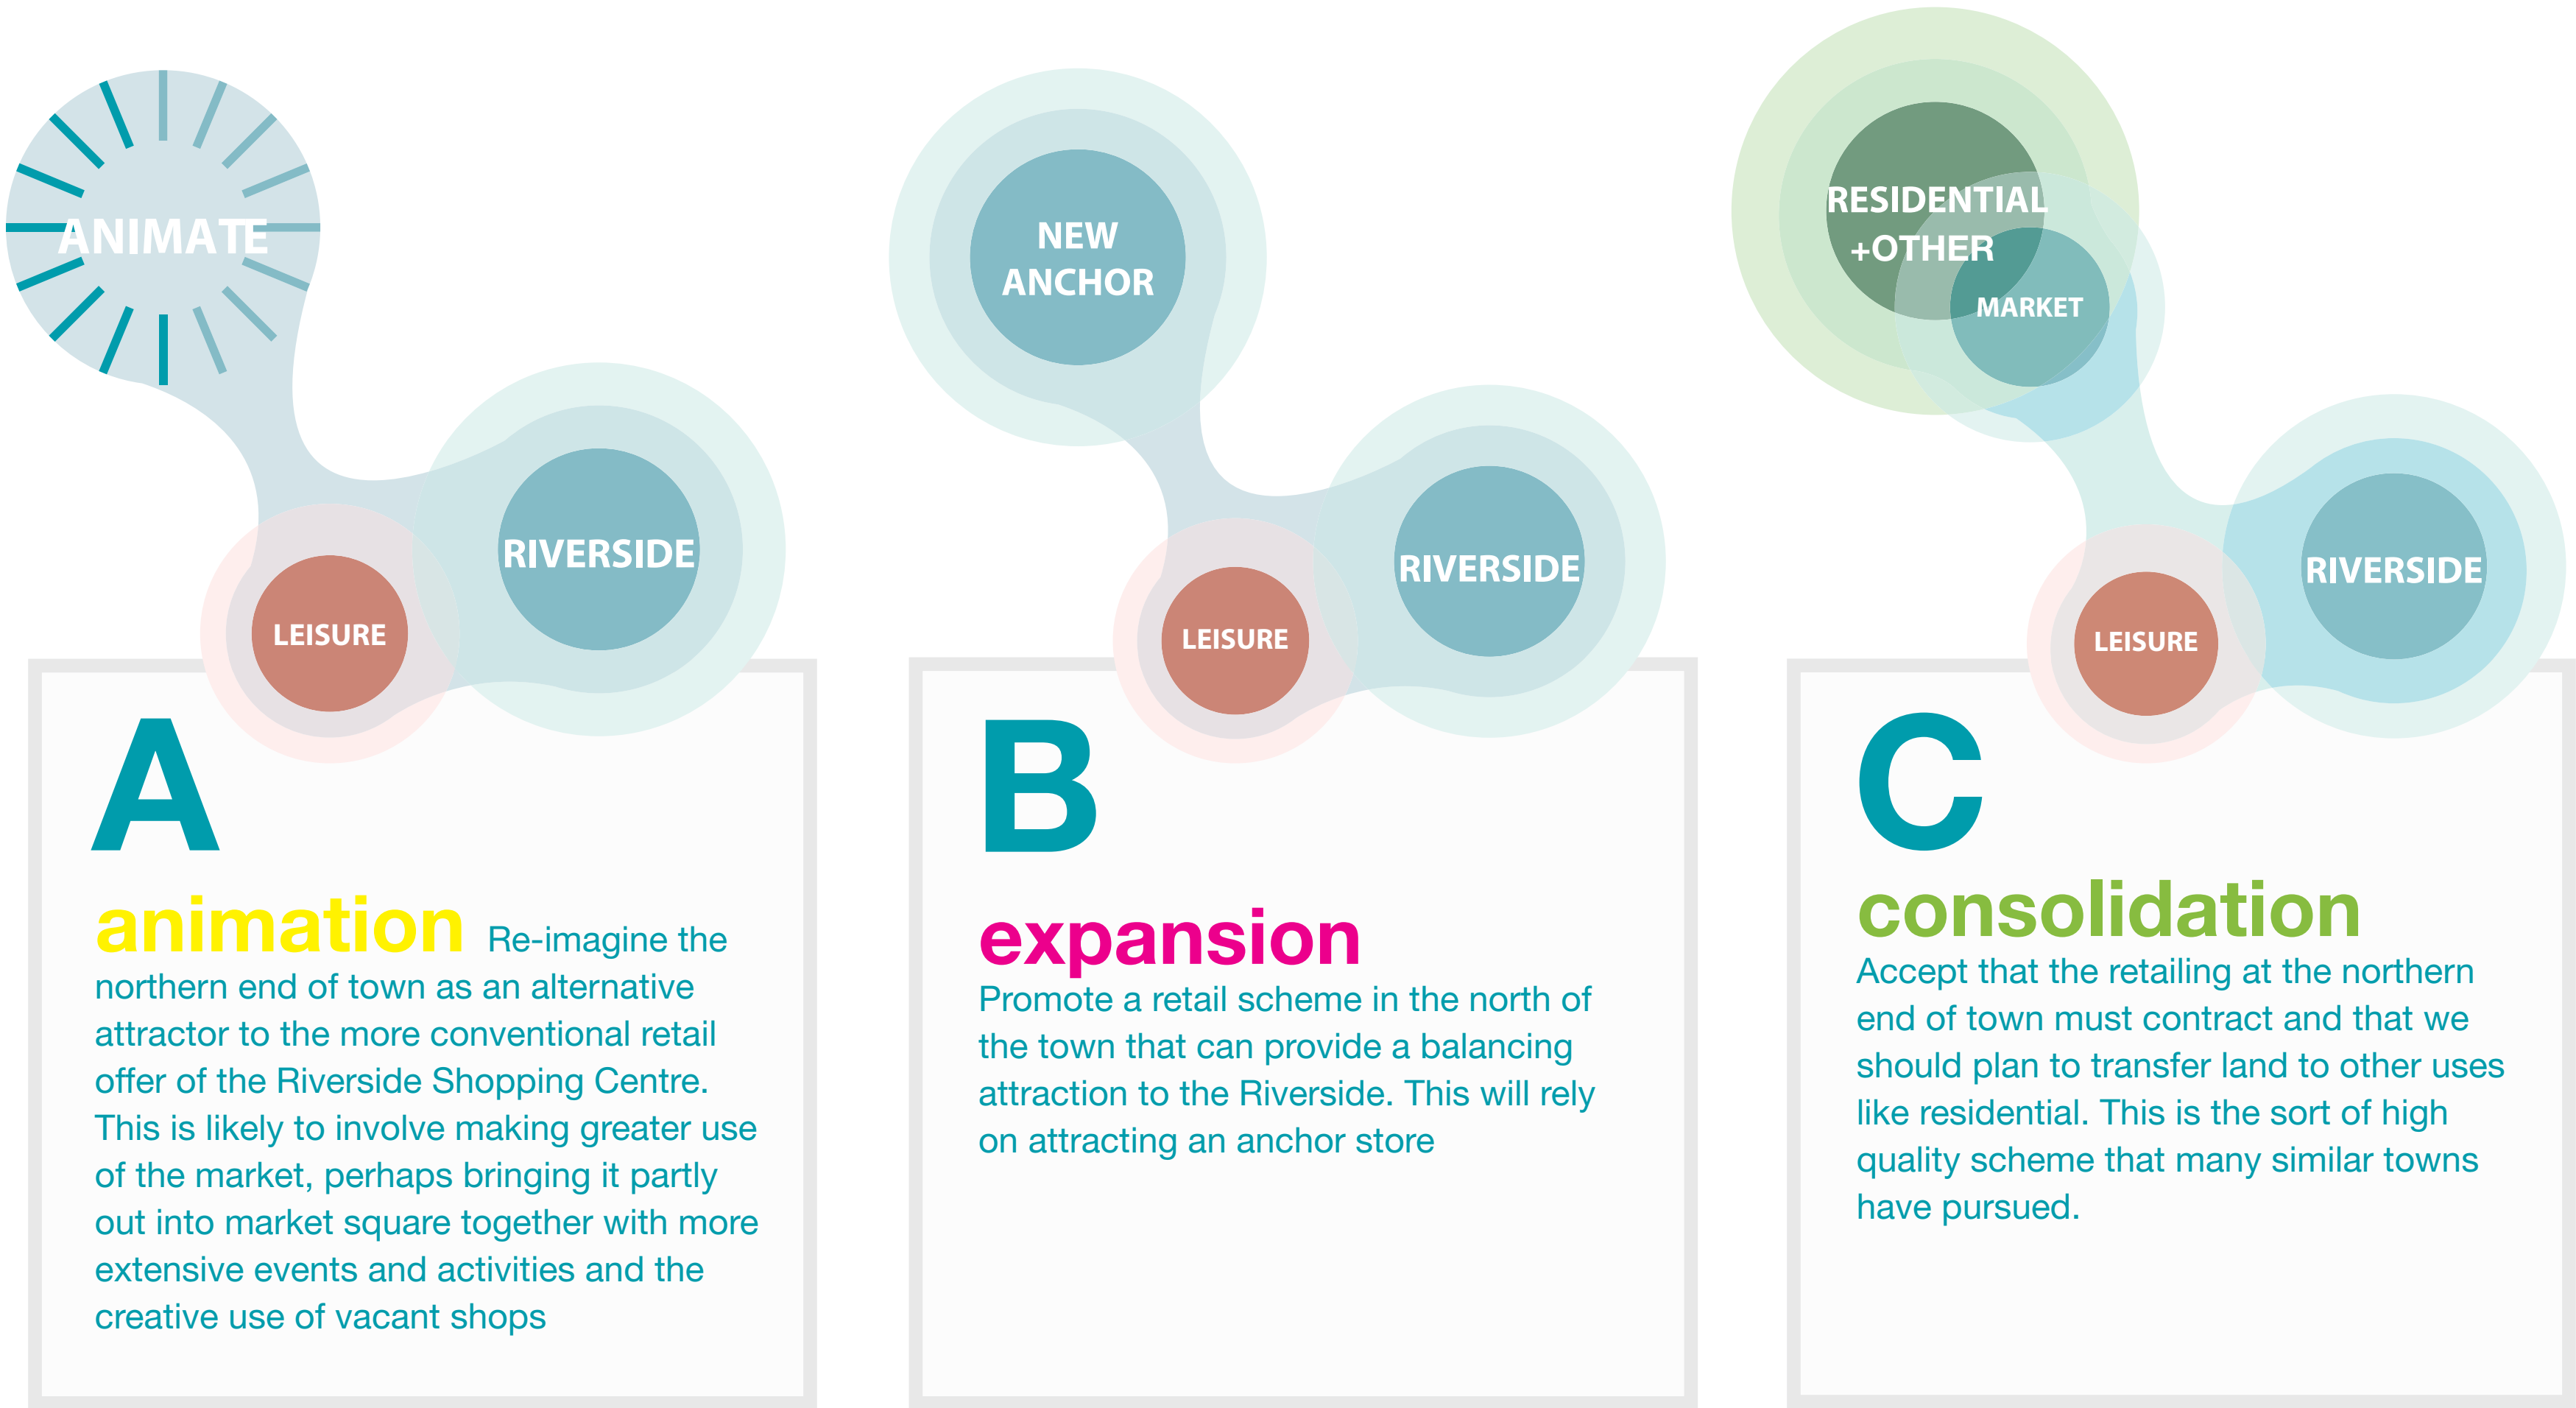 ANIMATE
RIVERSIDE
LEISURE
A
animation Re-imagine the
northern end of town as an alternative
attractor to the more conventional retail
offer of the Riverside Shopping Centre.
This is likely to involve making greater use
of the market, perhaps bringing it partly
out into market square together with more
extensive events and activities and the
creative use of vacant shops
NEW
ANCHOR
RIVERSIDE
LEISURE
B
expansion
Promote a retail scheme in the north of
the town that can provide a balancing
attraction to the Riverside. This will rely
on attracting an anchor store
RESIDENTIAL
+OTHER
MARKET
RIVERSIDE
LEISURE
C
consolidation
Accept that the retailing at the northern
end of town must contract and that we
should plan to transfer land to other uses
like residential. This is the sort of high
quality scheme that many similar towns
have pursued.